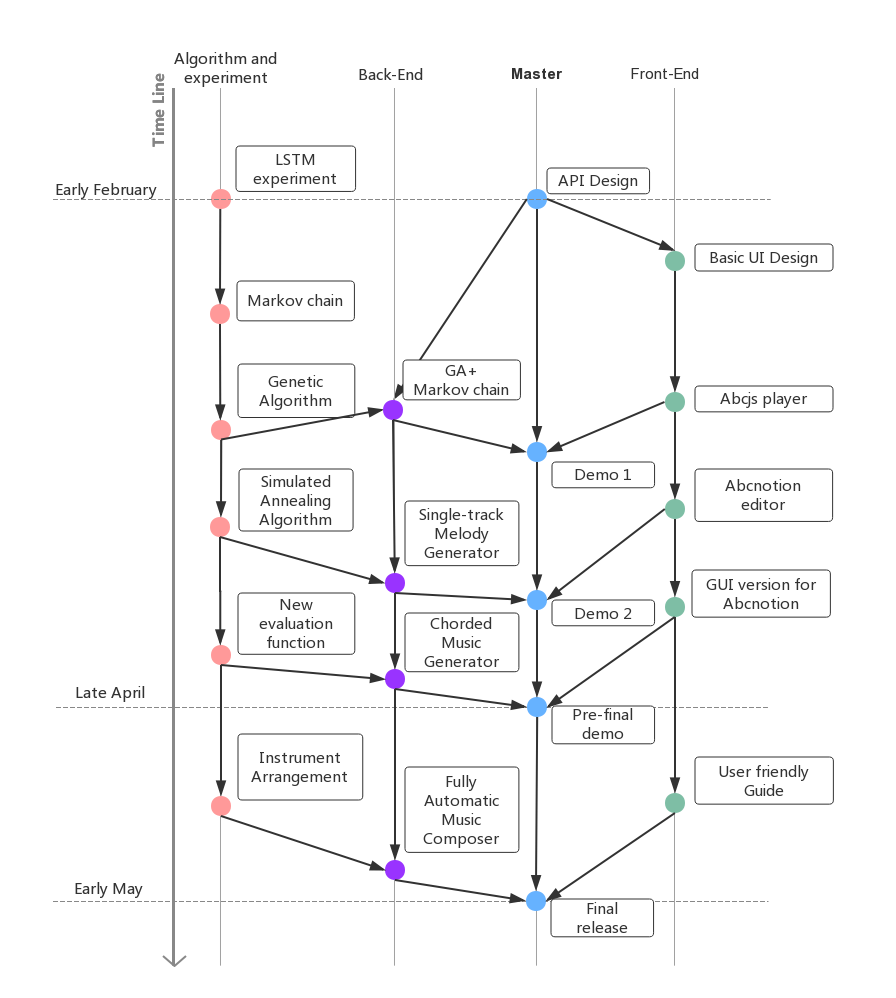 Algorithm and
experiment
Back-End
Master
Front-End
Time Line
LSTM
experiment
API Design
Early February
Basic UI Design
Markov chain
GA+
Markov chain
Genetic
Algorithm
Abcjs player
Demo 1
Simulated
Annealing
Algorithm
Abcnotion
editor
Single-track
Melody
Generator
GUI version for
Abcnotion
New
evaluation
function
Demo 2
Chorded
Music
Generator
Late April
Pre-final
demo
Instrument
Arrangement
User friendly
Guide
Fully
Automatic
Music
Composer
Early May
Final
release